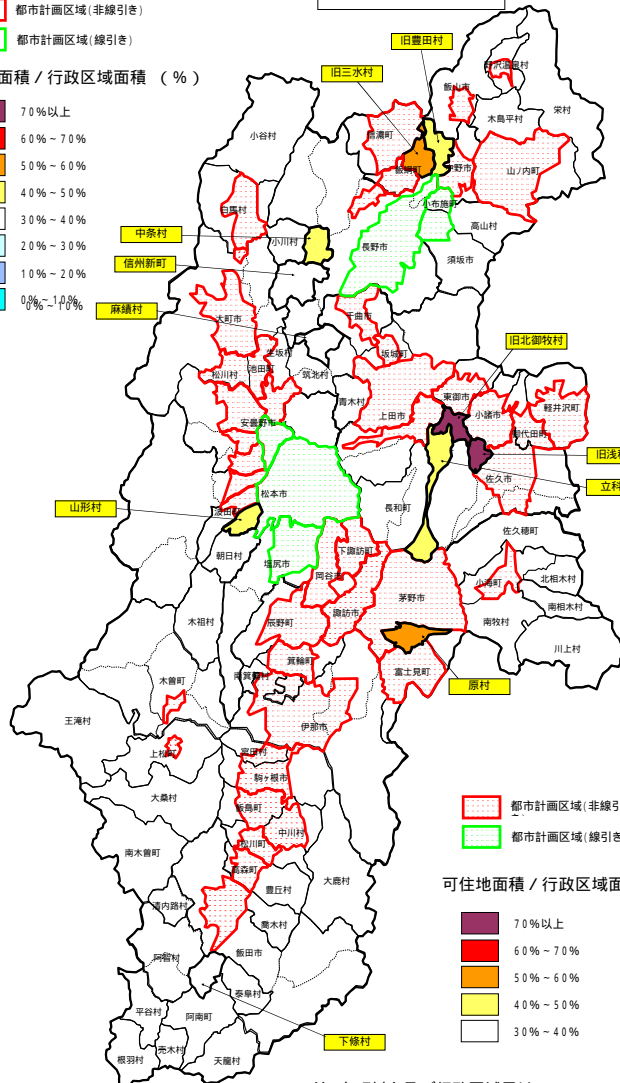 都市計画区域(非線引き)
都市計画区域(線引き)
面積 / 行政区域面積 （％）
70%以上
60%~70%
50%~60%
40%~50%
30%~40%
20%~30%
10%~20%
0%~10%
旧豊田村
旧三水村
野沢温泉村
飯山市
栄村
木島平村
小谷村
信濃町
飯綱町
中野市
山ノ内町
白馬村
小布施町
高山村
中条村
小川村
長野市
須坂市
信州新町
麻績村
大町市
千曲市
坂城町
旧北御牧村
生坂村
池田町
松川村
筑北村
青木村
上田市
東御市
小諸市
軽井沢町
安曇野市
御代田町
旧浅科
佐久市
立科
松本市
長和町
山形村
波田町
佐久穂町
朝日村
塩尻市
下諏訪町
岡谷市
茅野市
小海町
北相木村
南相木村
木祖村
辰野町
諏訪市
南牧村
川上村
箕輪町
南箕輪村
富士見町
原村
木曽町
王滝村
伊那市
上松町
宮田村
駒ヶ根市
大桑村
飯島町
中川村
南木曽町
松川町
高森町
大鹿村
豊丘村
清内路村
喬木村
阿智村
飯田市
泰阜村
平谷村
阿南町
下條村
売木村
根羽村
天龍村
都市計画区域(非線引
都市計画区域(線引き
可住地面積 / 行政区域面
70%以上
60%~70%
50%~60%
40%~50%
30%~40%